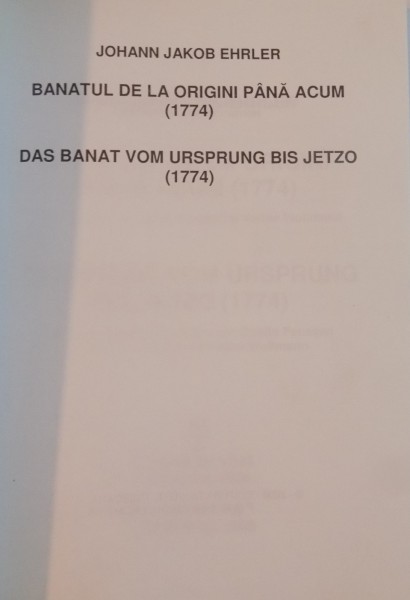 JOHANN JAKOB EHRLER
BANATUL DE LA ORIGINI PÂNĂ ACUM
(1774)
DAS BANAT VOM URSPRUNG BIS JETZO
(1774)